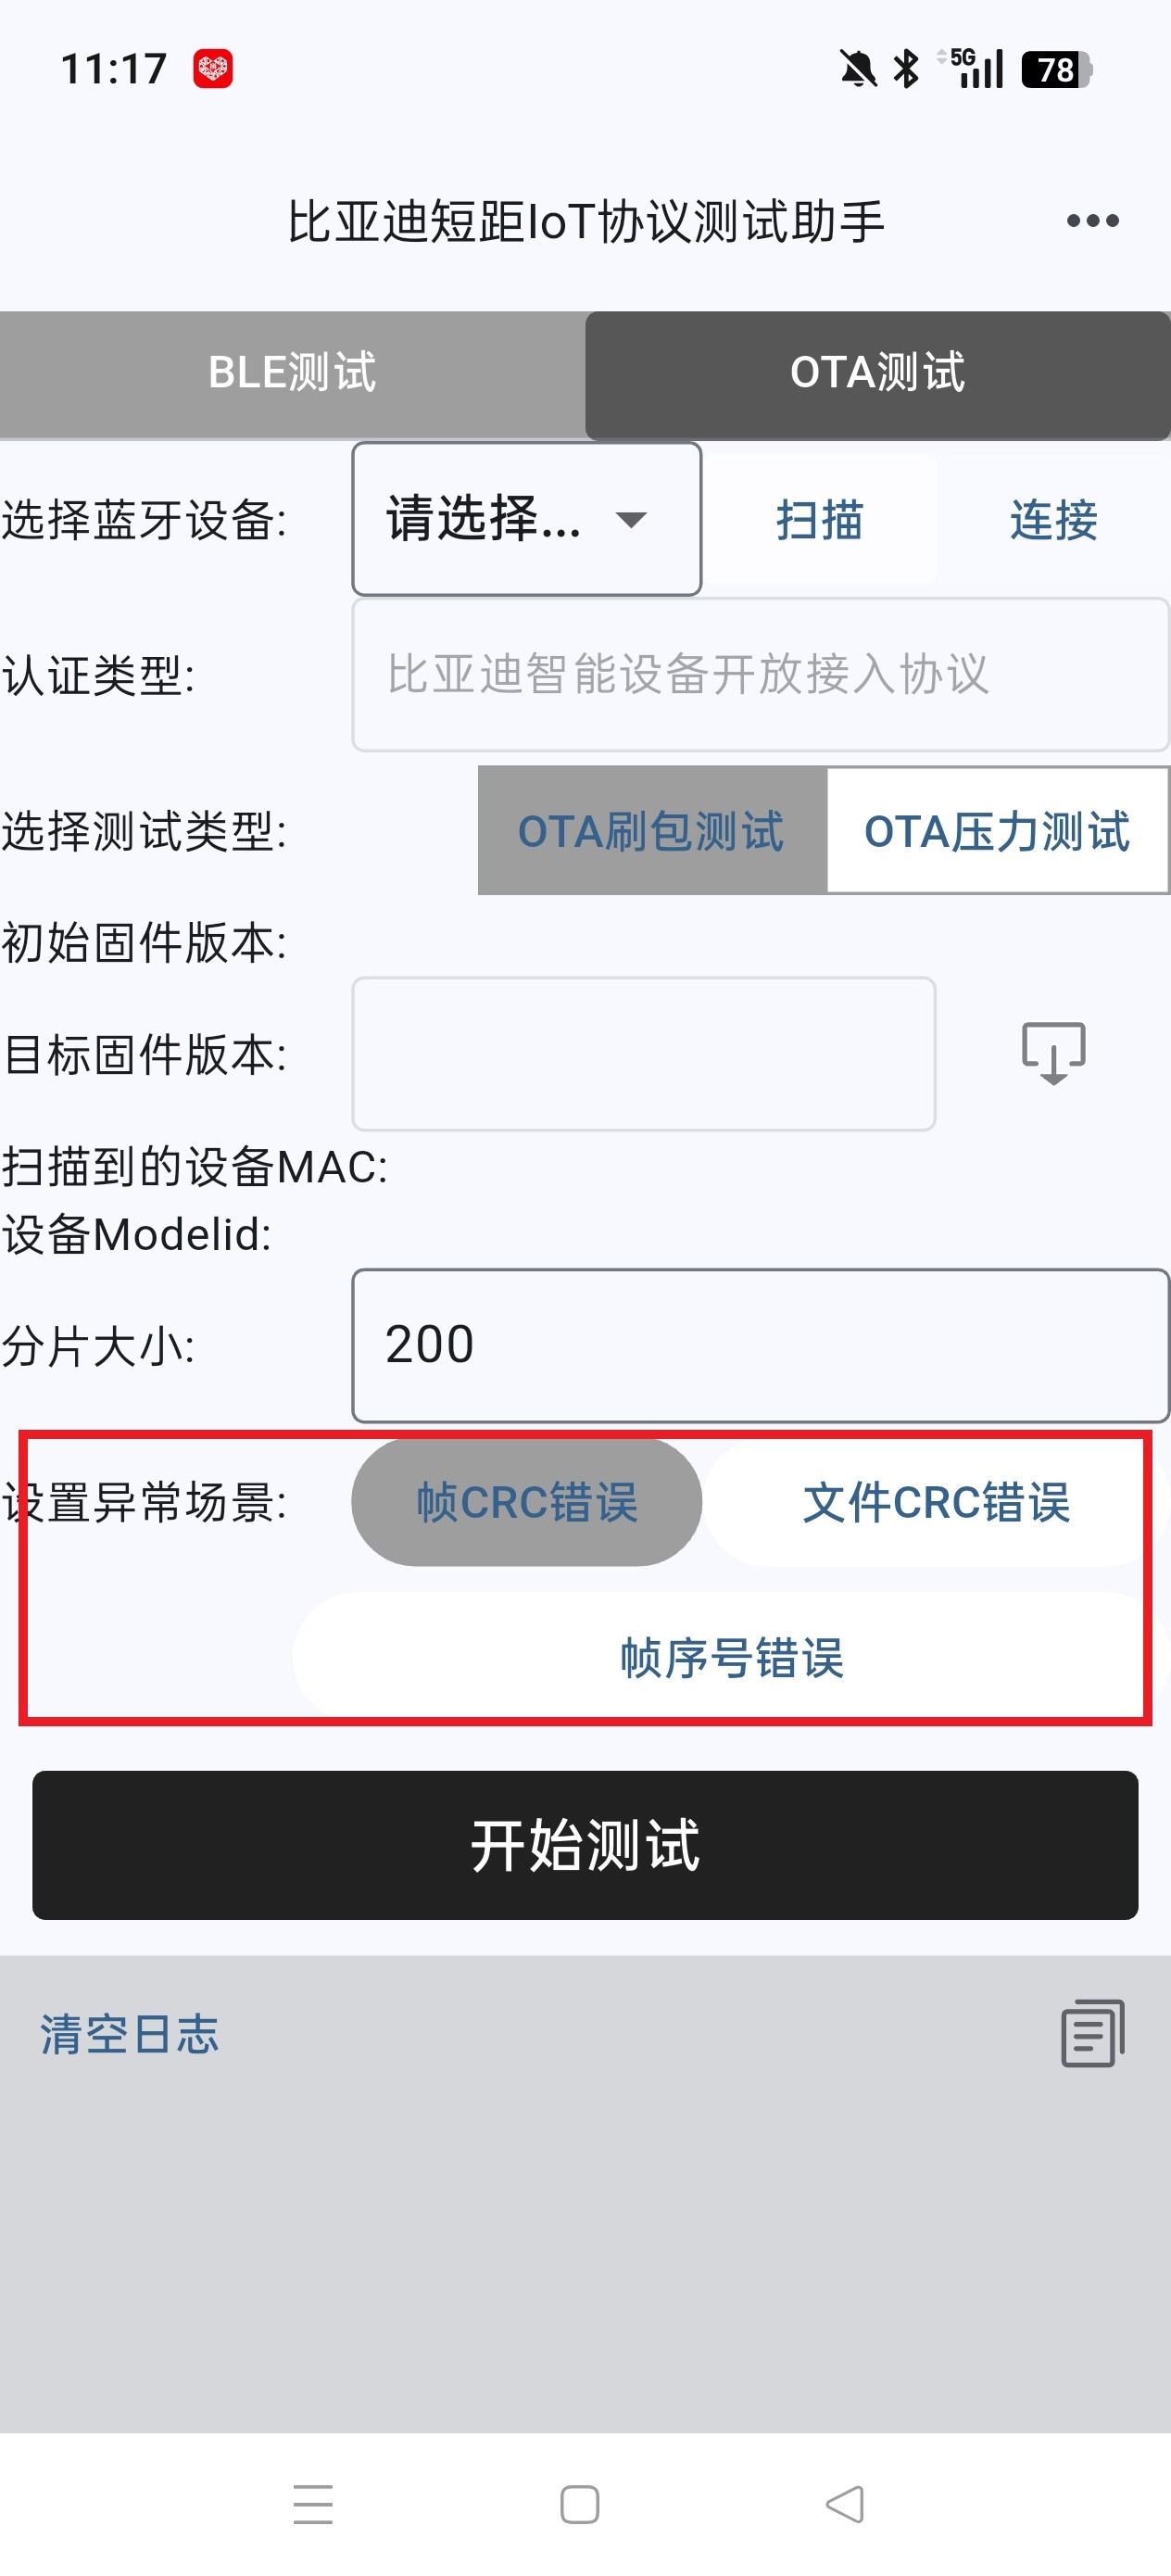 11:17 5G 78
比亚迪短距IoT协议测试助手
BLE测试 OTA测试
选择蓝牙设备: 请选择... 扫描 连接
认证类型: 比亚迪智能设备开放接入协议
选择测试类型: OTA刷包测试 OTA压力测试
初始固件版本:
目标固件版本:
扫描到的设备MAC:
设备Modelid:
分片大小: 200
设置异常场景: 帧CRC错误 文件CRC错误
帧序号错误
开始测试
清空日志